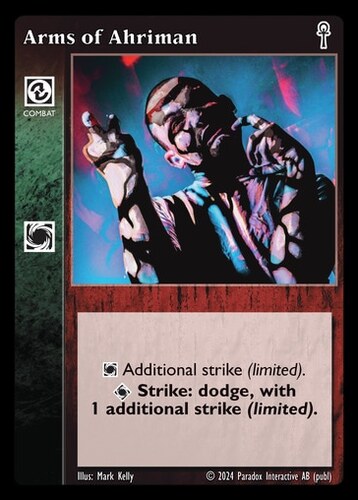 Arms of Ahriman
COMBAT
Additional strike (limited).
Strike: dodge, with
1 additional strike (limited).
Illus: Mark Kelly © 2024 Paradox Interactive AB (publ)